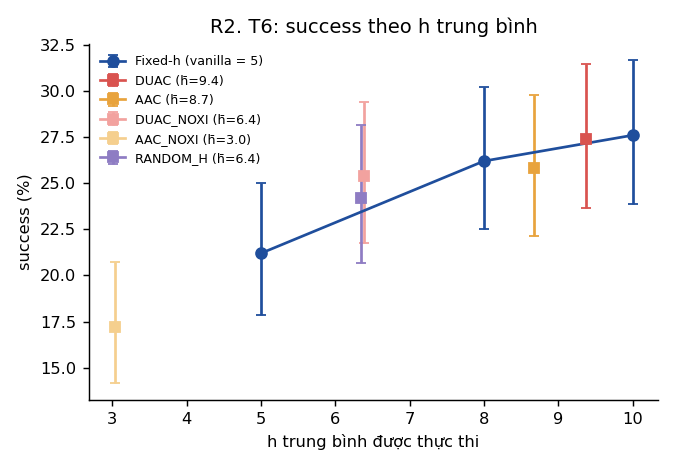 R2. T6: success theo h trung bình
32.5
30.0
27.5
25.0
22.5
20.0
17.5
15.0
success (%)
Fixed-h (vanilla = 5)
DUAC (h̄=9.4)
AAC (h̄=8.7)
DUAC_NOXI (h̄=6.4)
AAC_NOXI (h̄=3.0)
RANDOM_H (h̄=6.4)
3 4 5 6 7 8 9 10
h trung bình được thực thi